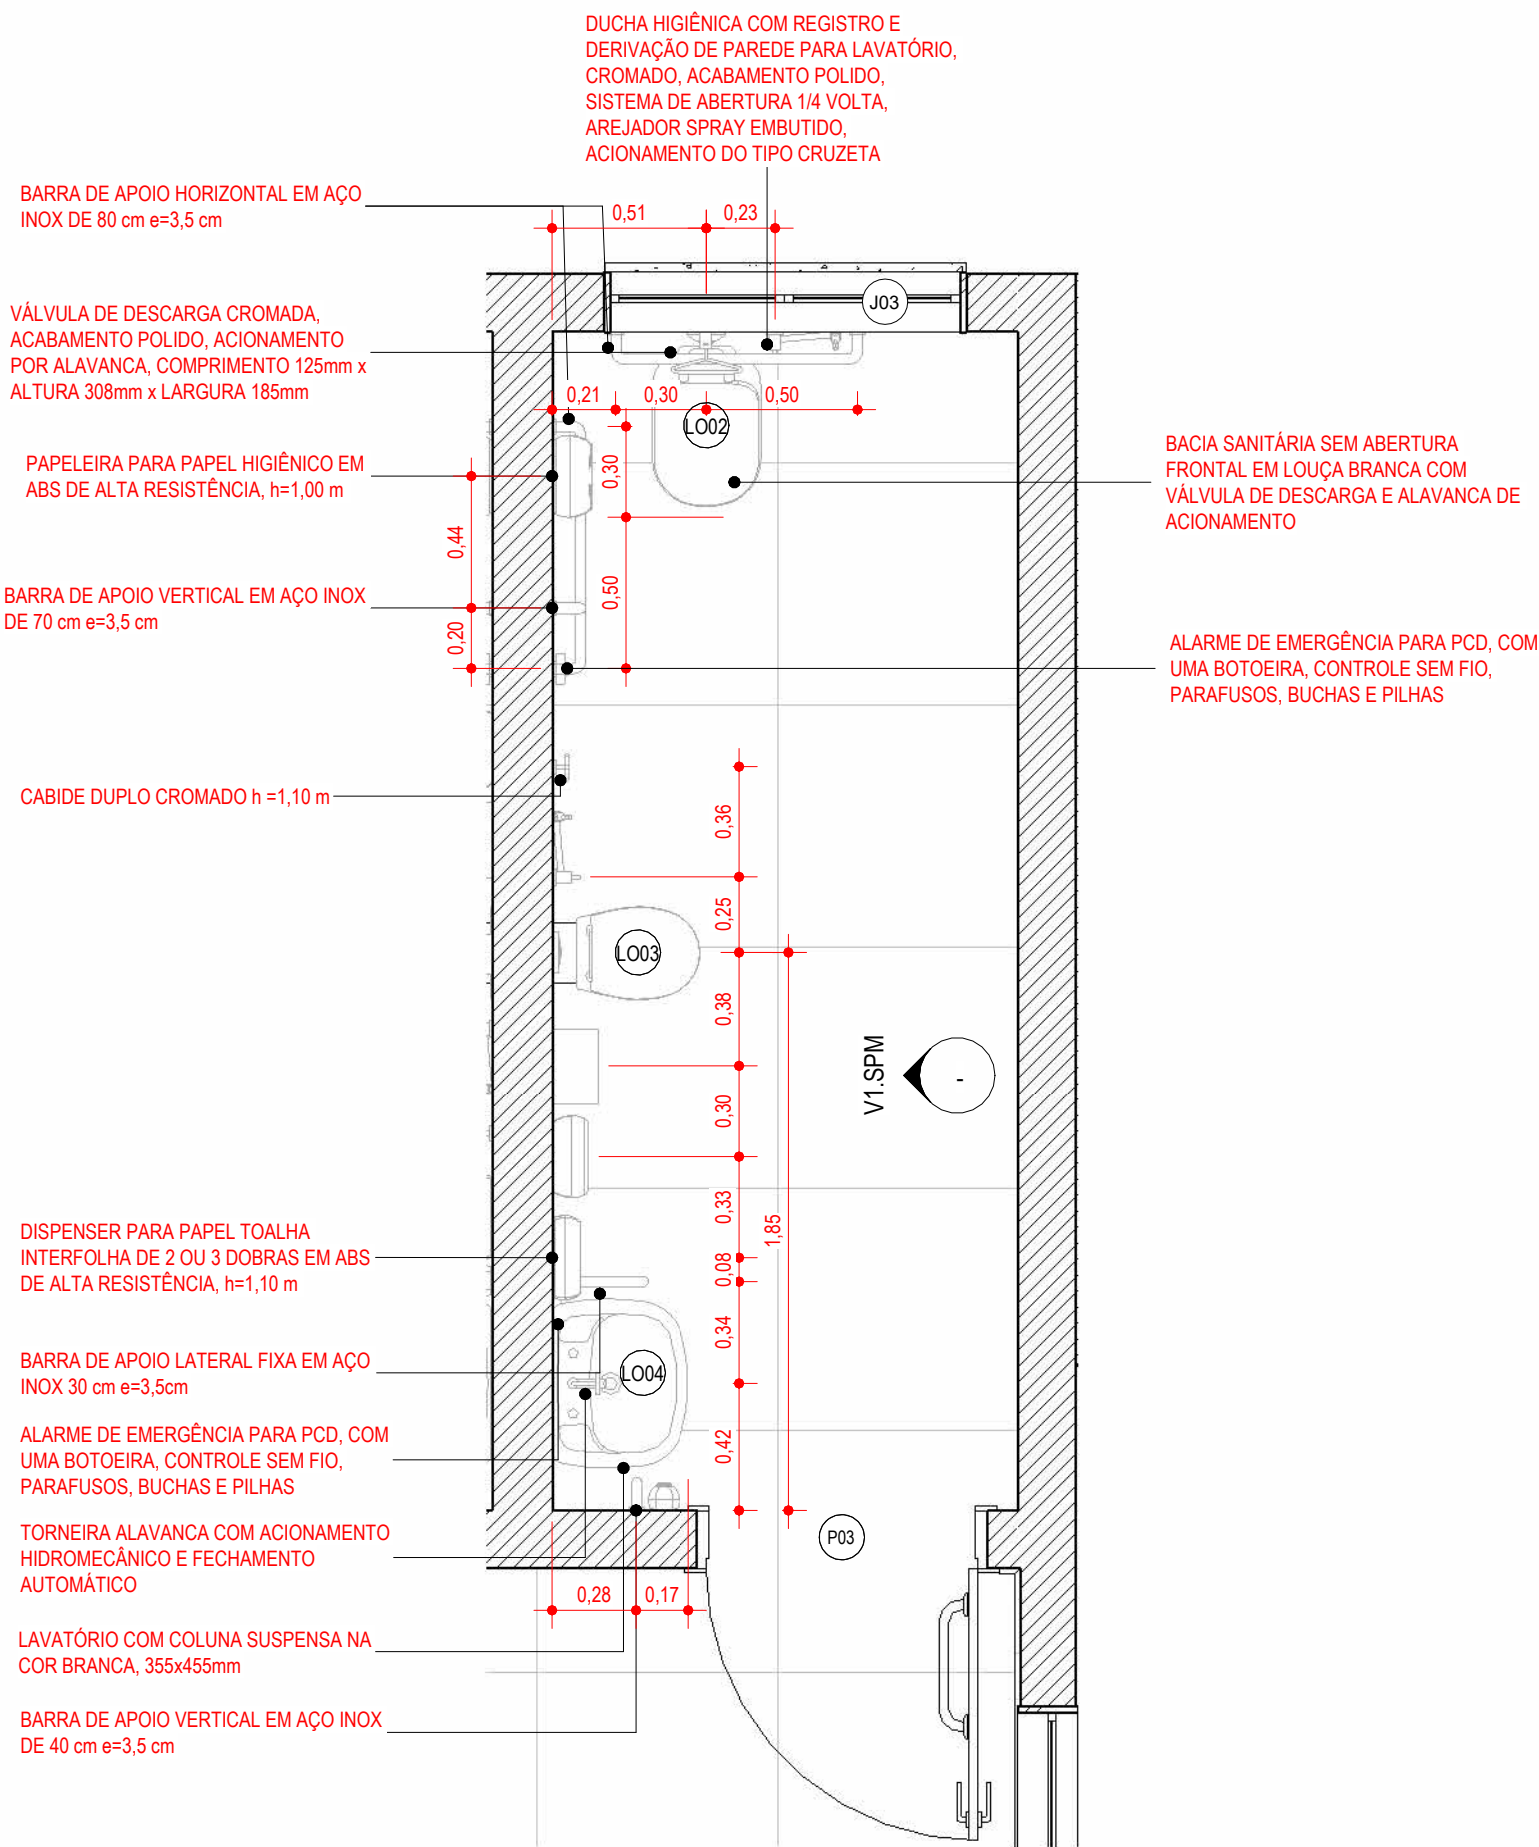 DUCHA HIGIÊNICA COM REGISTRO E
DERIVAÇÃO DE PAREDE PARA LAVATÓRIO,
CROMADO, ACABAMENTO POLIDO,
SISTEMA DE ABERTURA 1/4 VOLTA,
AREJADOR SPRAY EMBUTIDO,
ACIONAMENTO DO TIPO CRUZETA
BARRA DE APOIO HORIZONTAL EM AÇO
INOX DE 80 cm e=3,5 cm
0,51
0,23
J03
VÁLVULA DE DESCARGA CROMADA,
ACABAMENTO POLIDO, ACIONAMENTO
POR ALAVANCA, COMPRIMENTO 125mm x
ALTURA 308mm x LARGURA 185mm
0,21
0,30
0,50
LO02
PAPELEIRA PARA PAPEL HIGIÊNICO EM
ABS DE ALTA RESISTÊNCIA, h=1,00 m
0,30
BACIA SANITÁRIA SEM ABERTURA
FRONTAL EM LOUÇA BRANCA COM
VÁLVULA DE DESCARGA E ALAVANCA DE
ACIONAMENTO
0,44
0,50
BARRA DE APOIO VERTICAL EM AÇO INOX
DE 70 cm e=3,5 cm
0,20
ALARME DE EMERGÊNCIA PARA PCD, COM
UMA BOTOEIRA, CONTROLE SEM FIO,
PARAFUSOS, BUCHAS E PILHAS
CABIDE DUPLO CROMADO h =1,10 m
0,36
0,25
LO03
0,38
V1.SPM
-
0,30
0,33
1,85
DISPENSER PARA PAPEL TOALHA
INTERFOLHA DE 2 OU 3 DOBRAS EM ABS
DE ALTA RESISTÊNCIA, h=1,10 m
0,08
0,34
BARRA DE APOIO LATERAL FIXA EM AÇO
INOX 30 cm e=3,5cm
LO04
ALARME DE EMERGÊNCIA PARA PCD, COM
UMA BOTOEIRA, CONTROLE SEM FIO,
PARAFUSOS, BUCHAS E PILHAS
0,42
TORNEIRA ALAVANCA COM ACIONAMENTO
HIDROMECÂNICO E FECHAMENTO
AUTOMÁTICO
P03
0,28
0,17
LAVATÓRIO COM COLUNA SUSPENSA NA
COR BRANCA, 355x455mm
BARRA DE APOIO VERTICAL EM AÇO INOX
DE 40 cm e=3,5 cm